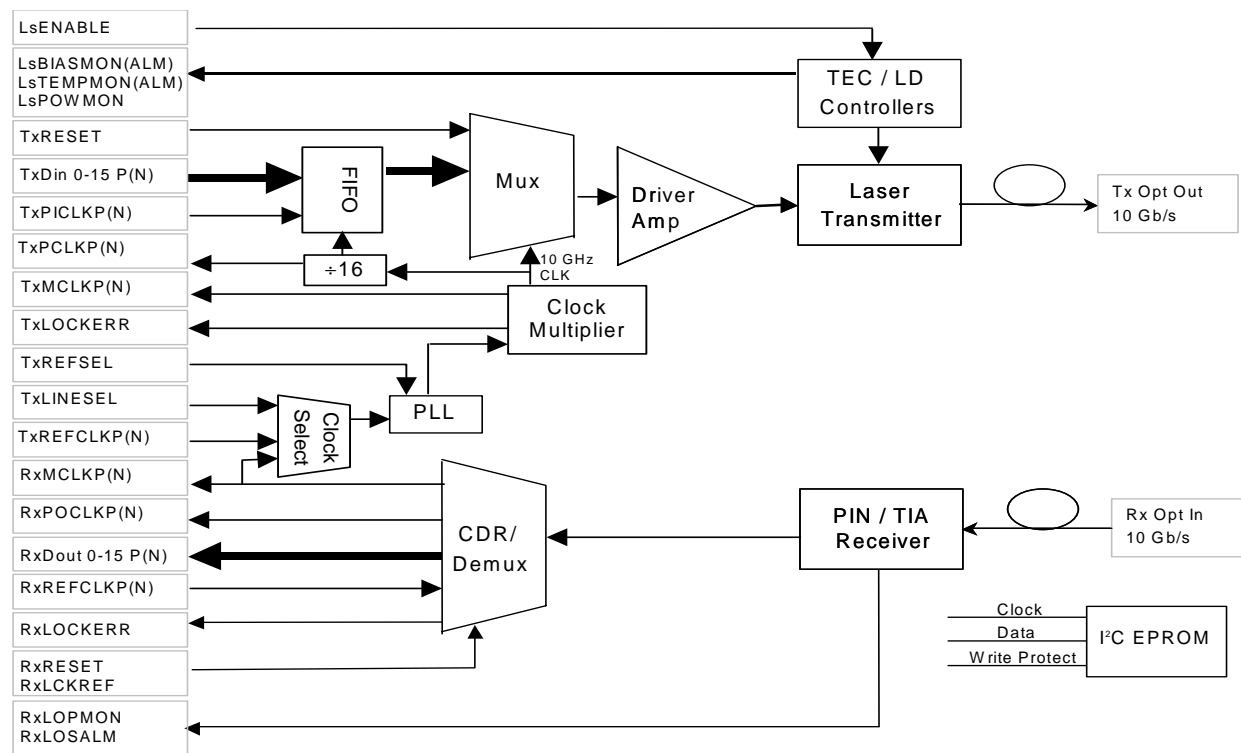 LsENABLE
LsBIASMON(ALM)
LsTEMPMON(ALM)
LsPOWMON
TxRESET
TxDin 0-15 P(N)
TxPICLKP(N)
TxPCLKP(N)
TxMCLKP(N)
TxLOCKERR
TxREFSEL
TxLINESEL
TxREFCLKP(N)
RxMCLKP(N)
RxPOCLKP(N)
RxDout 0-15 P(N)
RxREFCLKP(N)
RxLOCKERR
RxRESET
RxLCKREF
RxLOPMON
RxLOSALM
FIFO
÷16
Mux
10 GHz
CLK
Clock
Multiplier
PLL
Clock
Select
CDR/
Demux
Driver
Amp
TEC / LD
Controllers
Laser
Transmitter
Tx Opt Out
10 Gb/s
PIN / TIA
Receiver
Rx Opt In
10 Gb/s
Clock
Data
Write Protect
I²C EPROM